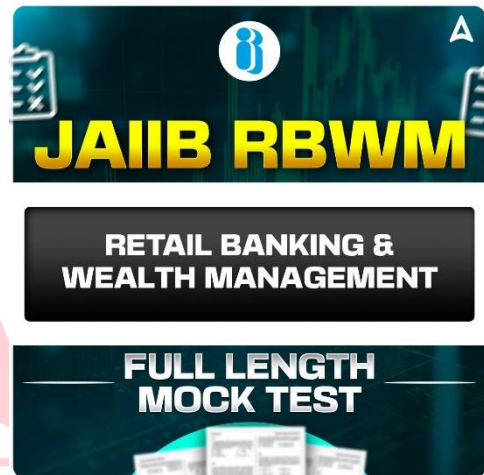 JAIIB RBWM
RETAIL BANKING &
WEALTH MANAGEMENT
FULL LENGTH
MOCK TEST